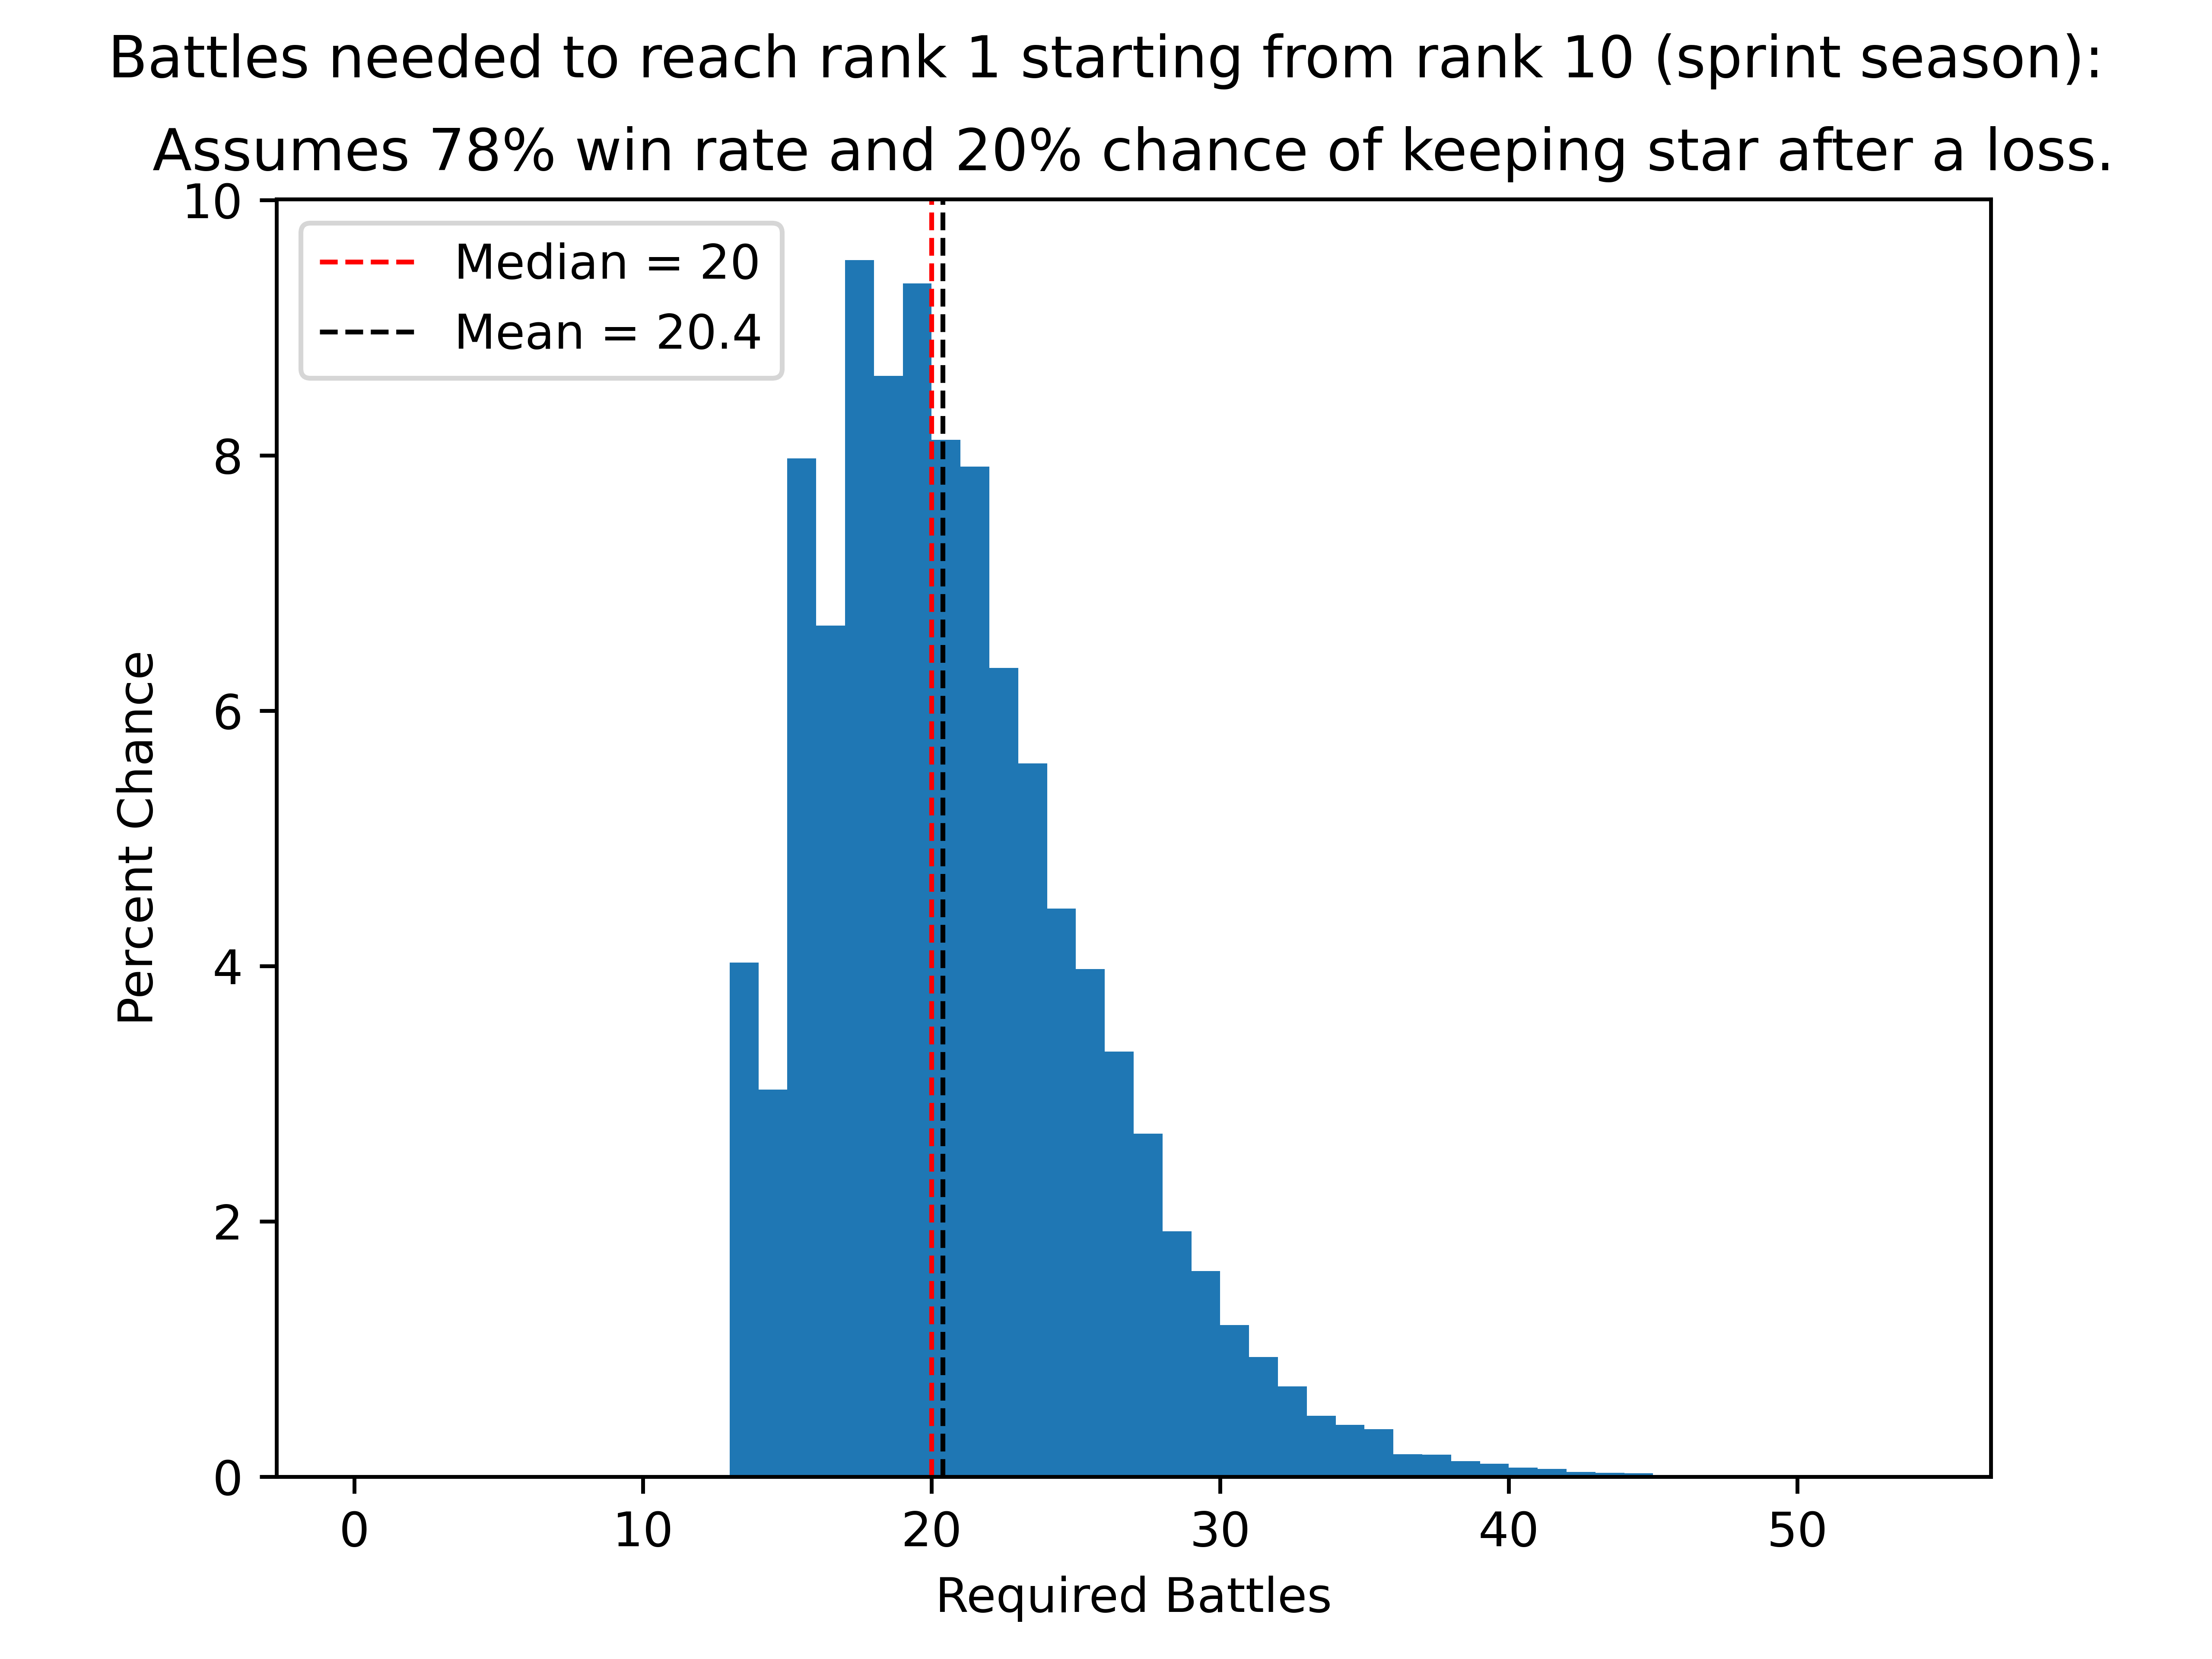 Battles needed to reach rank 1 starting from rank 10 (sprint season):
Assumes 78% win rate and 20% chance of keeping star after a loss.
Median = 20
Mean = 20.4
10
8
6
4
2
0
Percent Chance
0 10 20 30 40 50
Required Battles